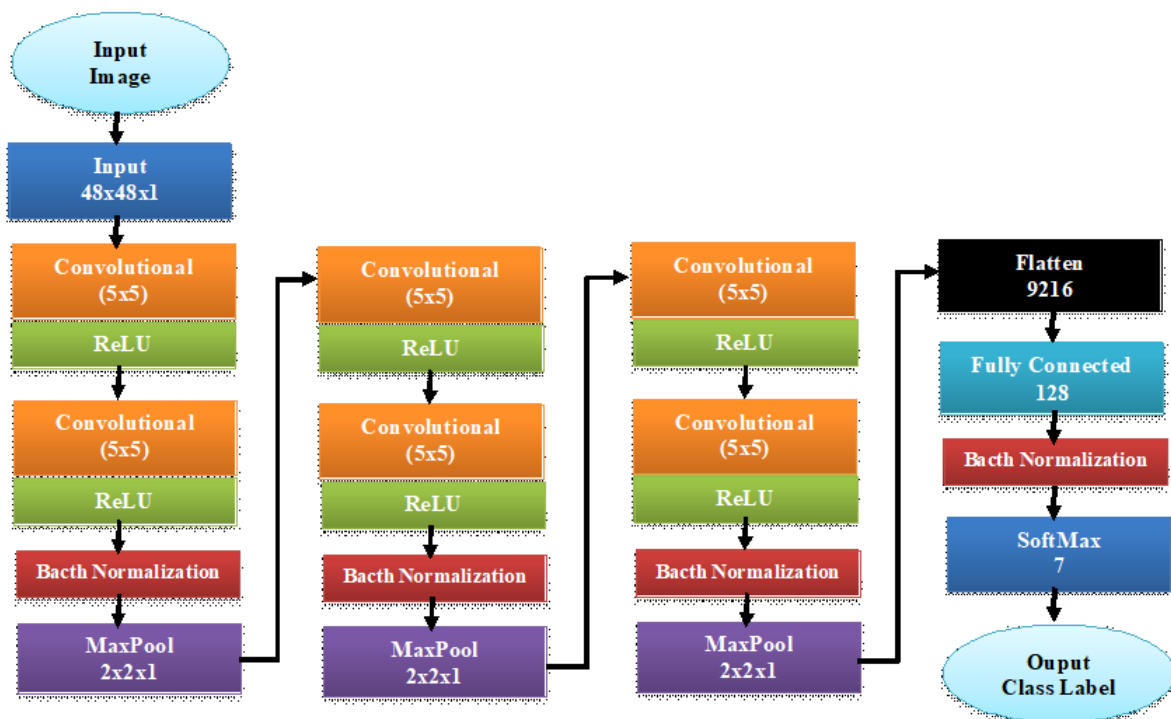 Input
Image
Input
48x48x1
Convolutional
(5x5)
ReLU
Convolutional
(5x5)
ReLU
Bacth Normalization
MaxPool
2x2x1
Convolutional
(5x5)
ReLU
Convolutional
(5x5)
ReLU
Bacth Normalization
MaxPool
2x2x1
Convolutional
(5x5)
ReLU
Convolutional
(5x5)
ReLU
Bacth Normalization
MaxPool
2x2x1
Flatten
9216
Fully Connected
128
Bacth Normalization
SoftMax
7
Ouput
Class Label